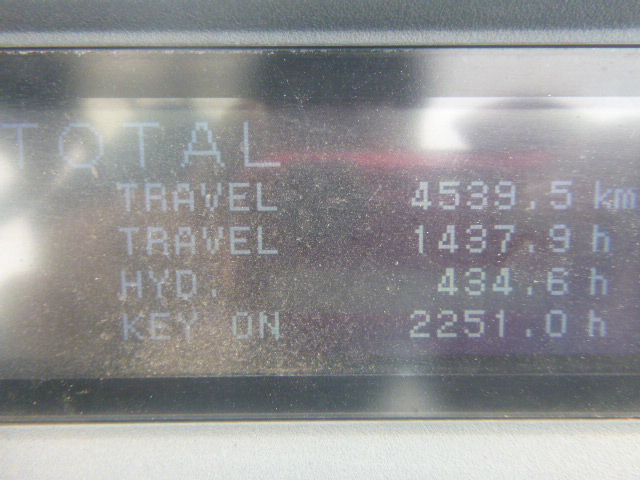 TOTAL
TRAVEL 4539.5 km
TRAVEL 1437.9 h
HYD. 434.6 h
KEY ON 2251.0 h